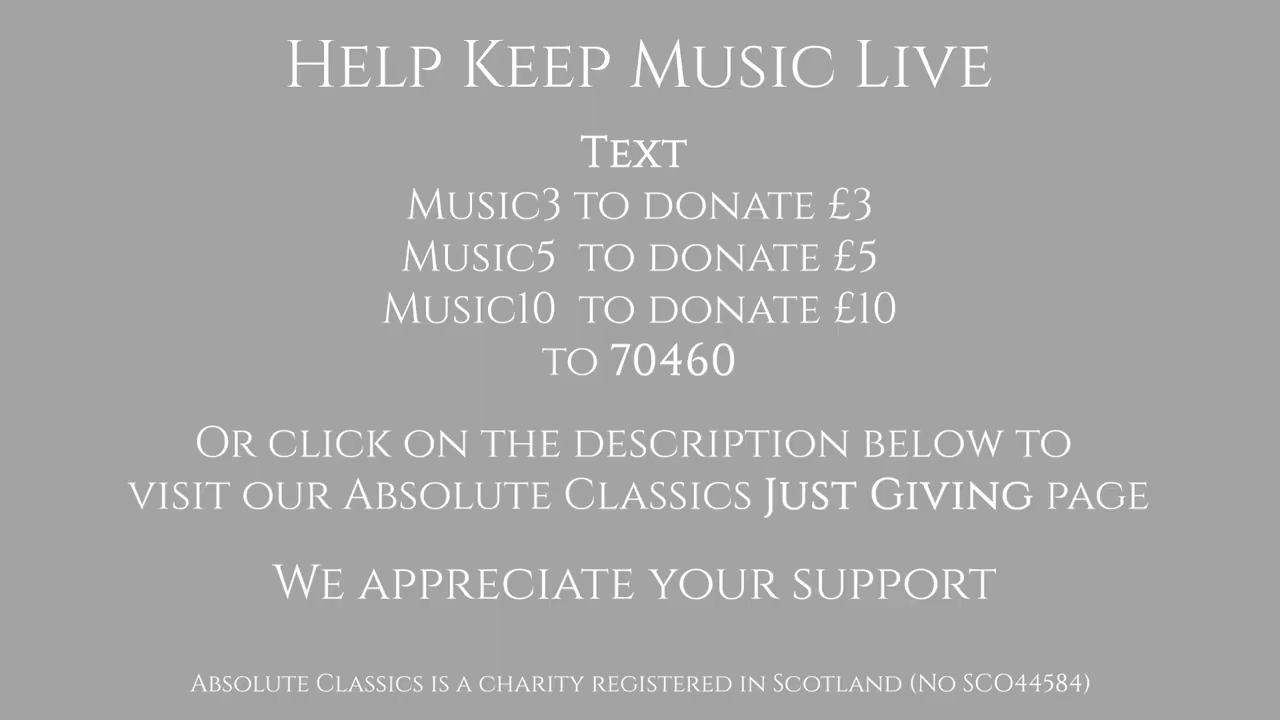 Help Keep Music Live
Text
Music3 to donate £3
Music5 to donate £5
Music10 to donate £10
to 70460
Or click on the description below to
visit our Absolute Classics Just Giving page
We appreciate your support
Absolute Classics is a charity registered in Scotland (No SCO44584)